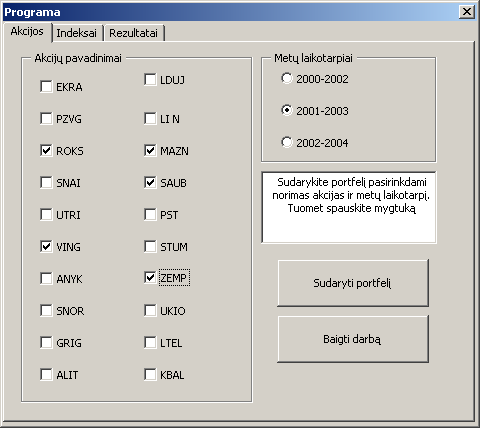 Programa
Akcijos Indeksai Rezultatai
Akcijų pavadinimai
EKRA
PZVG
ROKS
SNAI
UTRI
VING
ANYK
SNOR
GRIG
ALIT
LDUJ
LI N
MAZN
SAUB
PST
STUM
ZEMP
UKIO
LTEL
KBAL
Metų laikotarpiai
2000-2002
2001-2003
2002-2004
Sudarykite portfelį pasirinkdami
norimas akcijas ir metų laikotarpį.
Tuomet spauskite mygtuką
Sudaryti portfelį
Baigti darbą